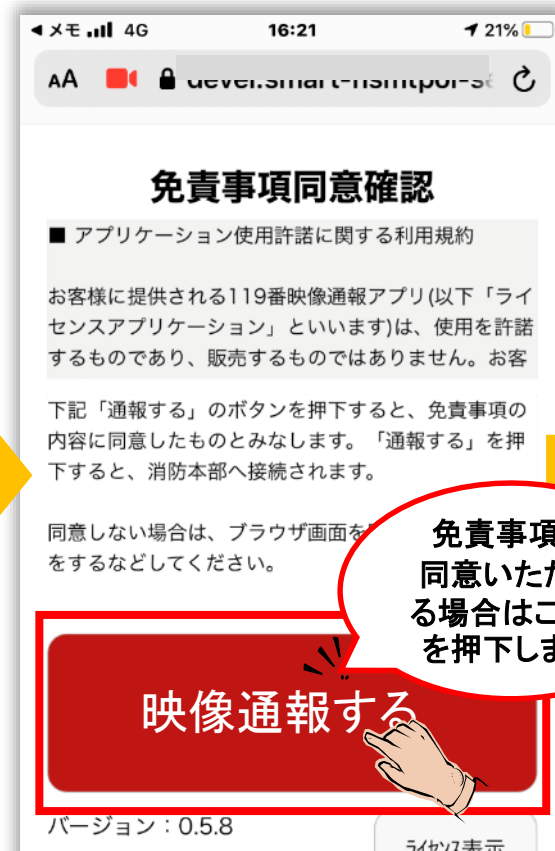 ◀メモ 4G 16:21 21%
AA
免責事項同意確認
■ アプリケーション使用許諾に関する利用規約
お客様に提供される119番映像通報アプリ(以下「ライ
センスアプリケーション」といいます)は、使用を許諾
するものであり、販売するものではありません。お客
下記「通報する」のボタンを押下すると、免責事項の
内容に同意したものとみなします。「通報する」を押
下すると、消防本部へ接続されます。
同意しない場合は、ブラウザ画面を
をするなどしてください。
免責事項
同意いただ
る場合はこ
を押下しま
映像通報する
バージョン：0.5.8
ﾗｲｾﾝｽ表示